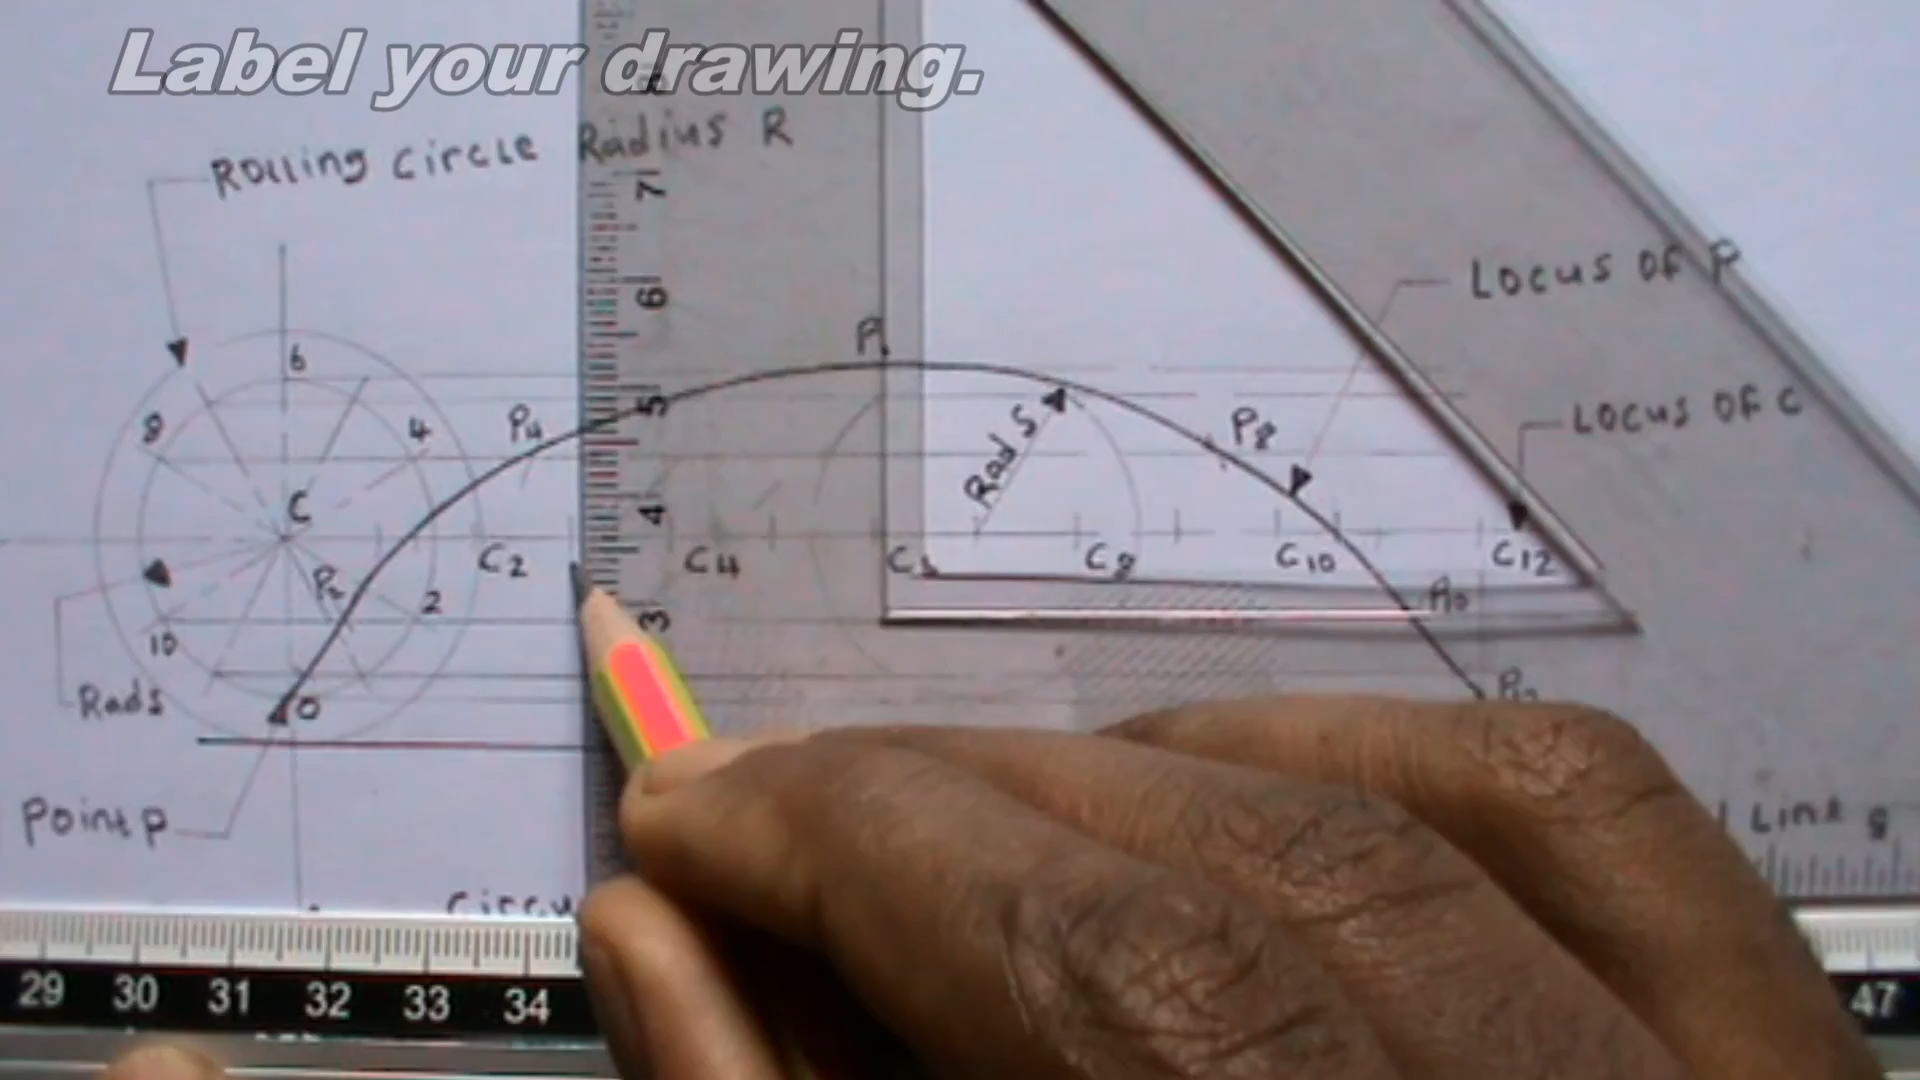 Label your drawing.
Rolling circle Radius R
7
6
5
4
3
Locus of P
Locus of C
6
8
4
C
2
10
O
P2
P4
P
P8
P10
P12
Rad S
C2
C4
C8
C10
C12
Rad S
Point P
Line
29 30 31 32 33 34
47